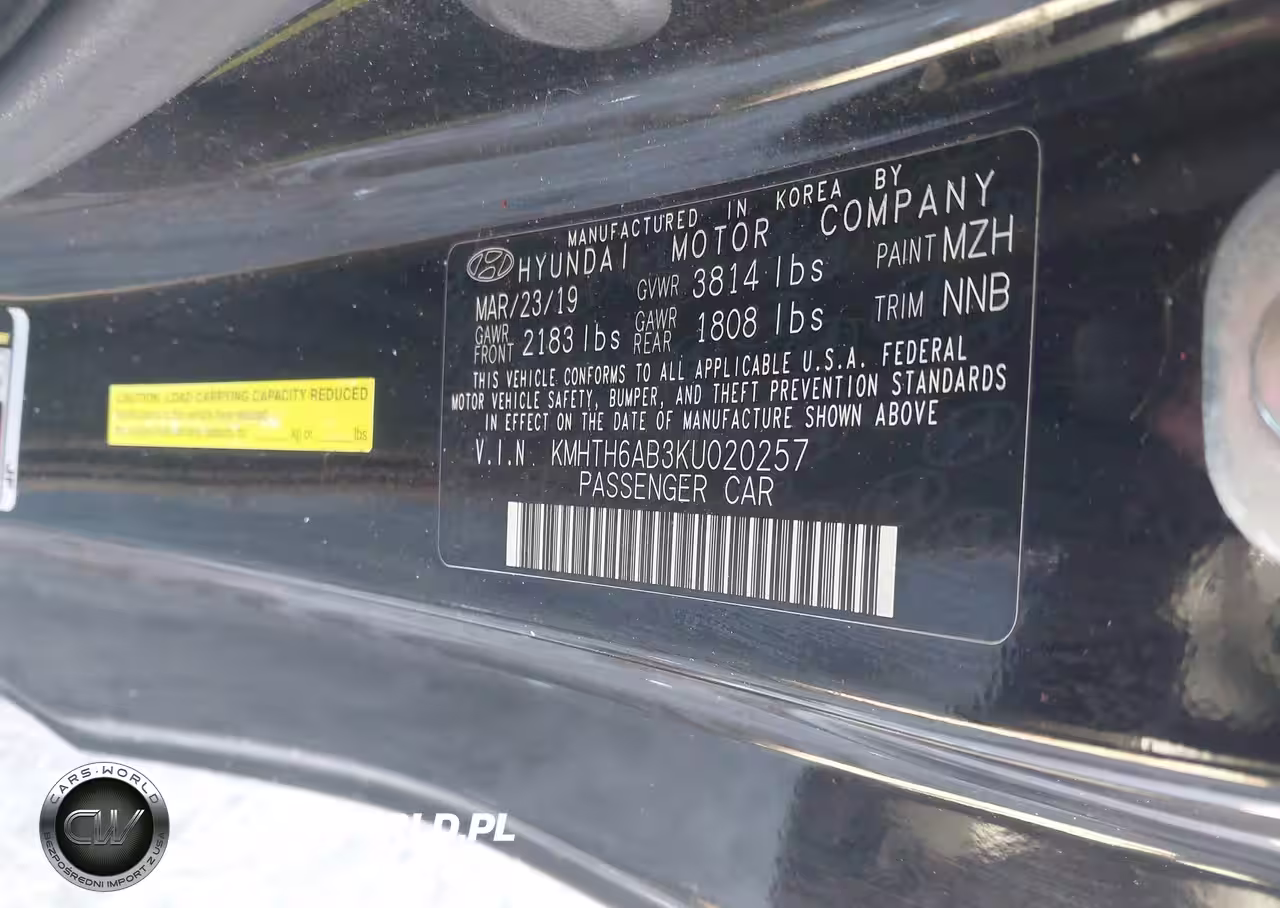 MANUFACTURED IN KOREA BY
HYUNDAI MOTOR COMPANY
MAR/23/19 GVWR 3814 lbs PAINT MZH
GAWR FRONT 2183 lbs GAWR REAR 1808 lbs TRIM NNB
THIS VEHICLE CONFORMS TO ALL APPLICABLE U.S.A. FEDERAL
MOTOR VEHICLE SAFETY, BUMPER, AND THEFT PREVENTION STANDARDS
IN EFFECT ON THE DATE OF MANUFACTURE SHOWN ABOVE
V.I.N KMHTH6AB3KU020257
PASSENGER CAR
CAUTION: LOAD CARRYING CAPACITY REDUCED
kg or lbs
CARS-WORLD
CW
BEZPOŚREDNI IMPORT Z USA
LD.PL